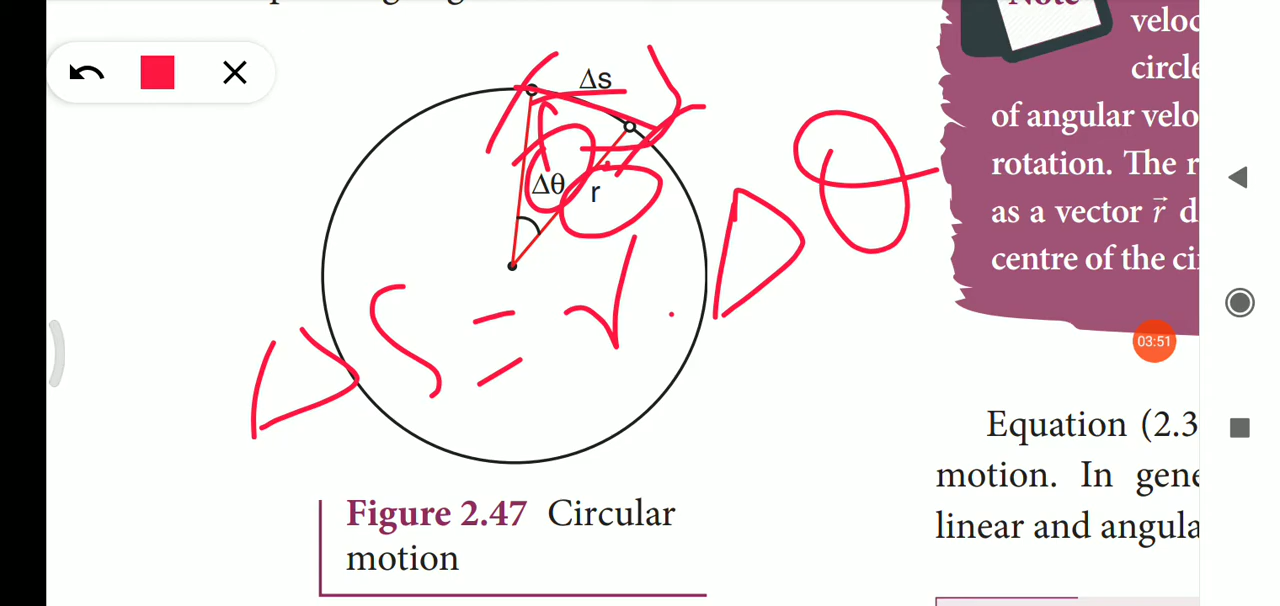 Note
Δs
Δθ
r
ΔS = r . Δθ
Figure 2.47 Circular
motion
circle
of angular velo
rotation. The r
as a vector r⃗ d
centre of the ci
03:51
Equation (2.3
motion. In gene
linear and angula